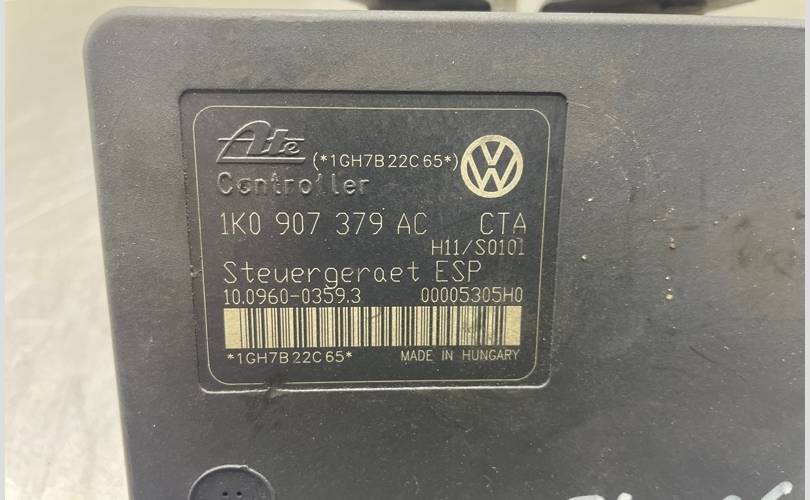 Ate (*1GH7B22C65*)
Controller
1K0 907 379 AC CTA
H11/S0101
Steuergeraet ESP
10.0960-0359.3 00005305H0
*1GH7B22C65* MADE IN HUNGARY